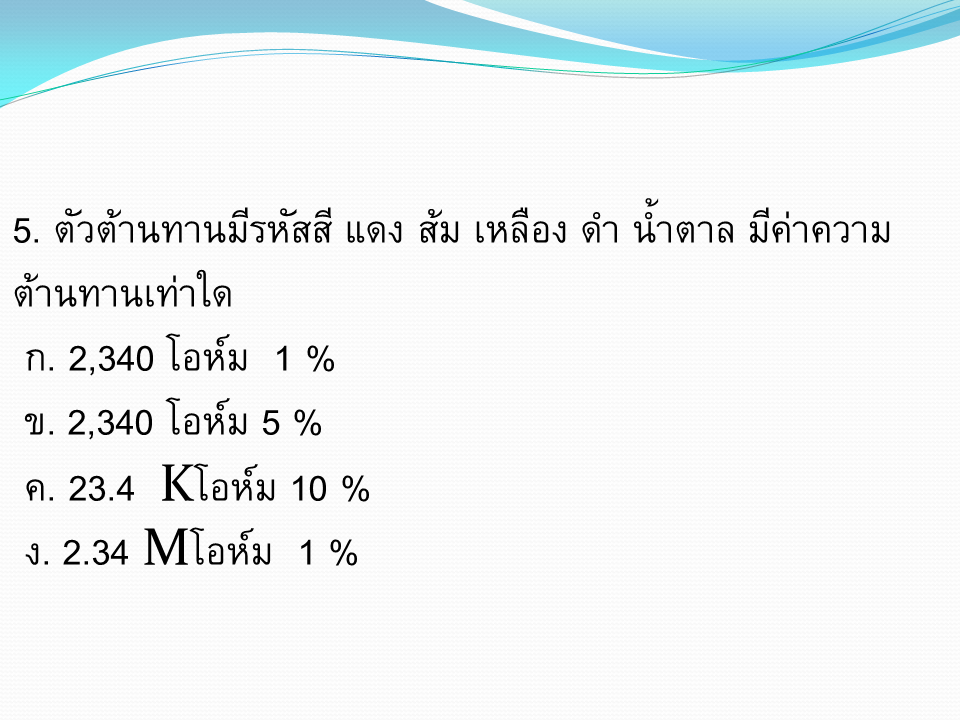 5. ตัวต้านทานมีรหัสสี แดง ส้ม เหลือง ดำ น้ำตาล มีค่าความ
ต้านทานเท่าใด
ก. 2,340 โอห์ม 1 %
ข. 2,340 โอห์ม 5 %
ค. 23.4 Kโอห์ม 10 %
ง. 2.34 Mโอห์ม 1 %